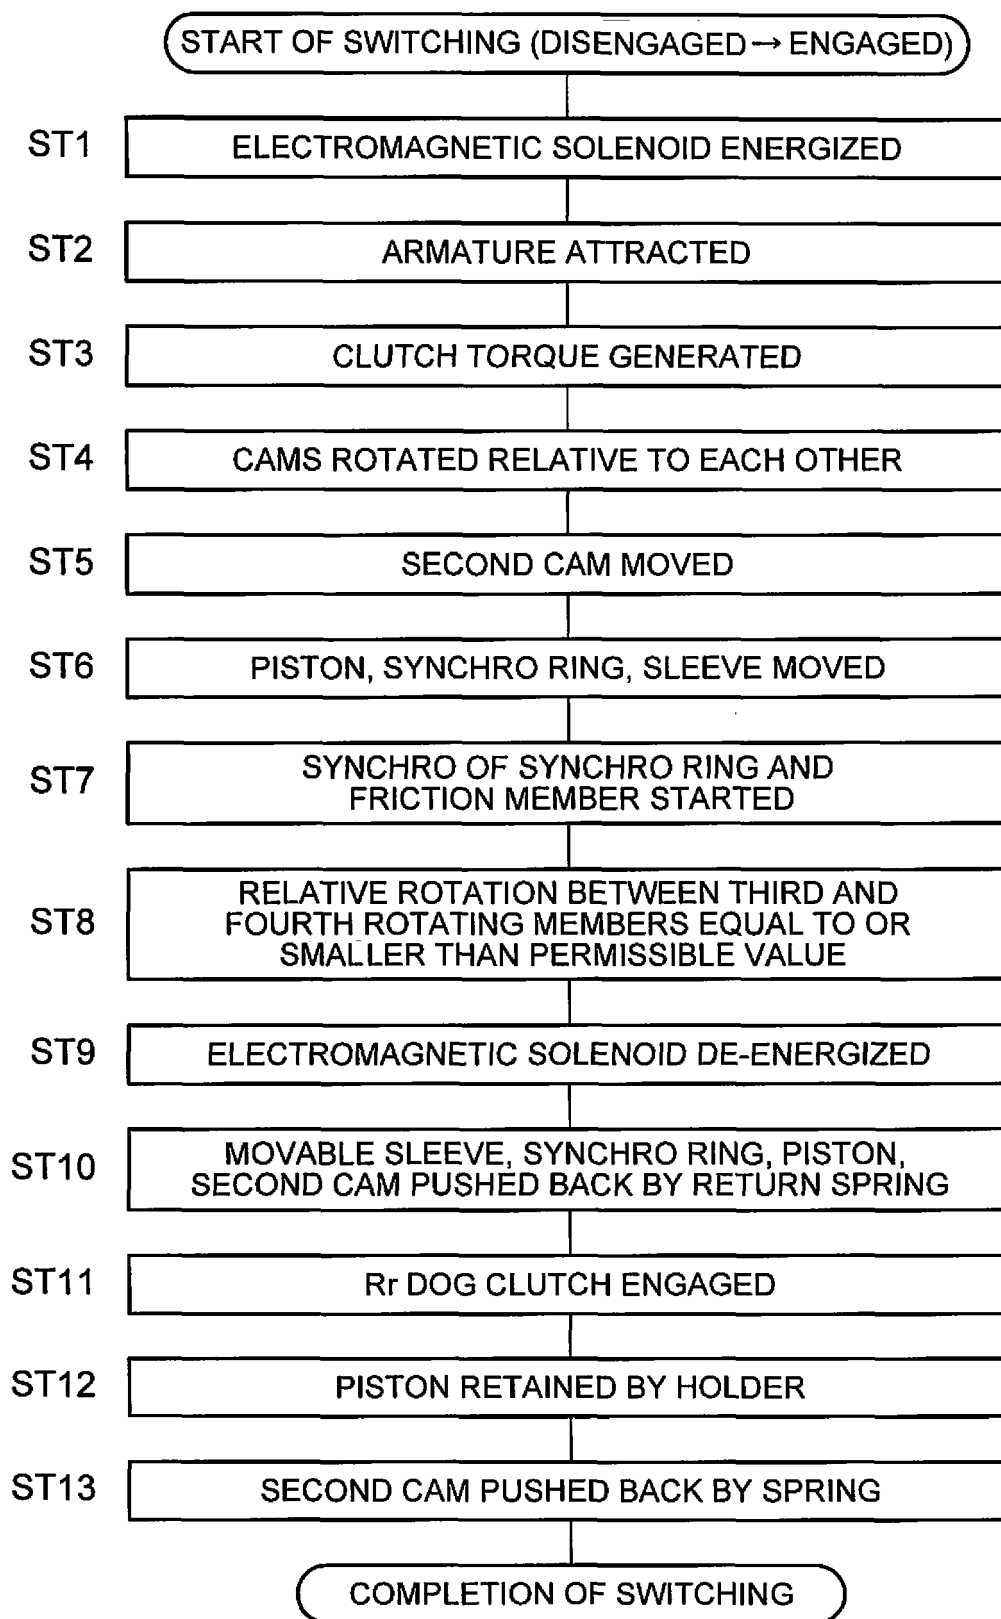 START OF SWITCHING (DISENGAGED→ ENGAGED)
ST1
ELECTROMAGNETIC SOLENOID ENERGIZED
ST2
ARMATURE ATTRACTED
ST3
CLUTCH TORQUE GENERATED
ST4
CAMS ROTATED RELATIVE TO EACH OTHER
ST5
SECOND CAM MOVED
ST6
PISTON, SYNCHRO RING, SLEEVE MOVED
ST7
SYNCHRO OF SYNCHRO RING AND
FRICTION MEMBER STARTED
ST8
RELATIVE ROTATION BETWEEN THIRD AND
FOURTH ROTATING MEMBERS EQUAL TO OR
SMALLER THAN PERMISSIBLE VALUE
ST9
ELECTROMAGNETIC SOLENOID DE-ENERGIZED
ST10
MOVABLE SLEEVE, SYNCHRO RING, PISTON,
SECOND CAM PUSHED BACK BY RETURN SPRING
ST11
Rr DOG CLUTCH ENGAGED
ST12
PISTON RETAINED BY HOLDER
ST13
SECOND CAM PUSHED BACK BY SPRING
COMPLETION OF SWITCHING